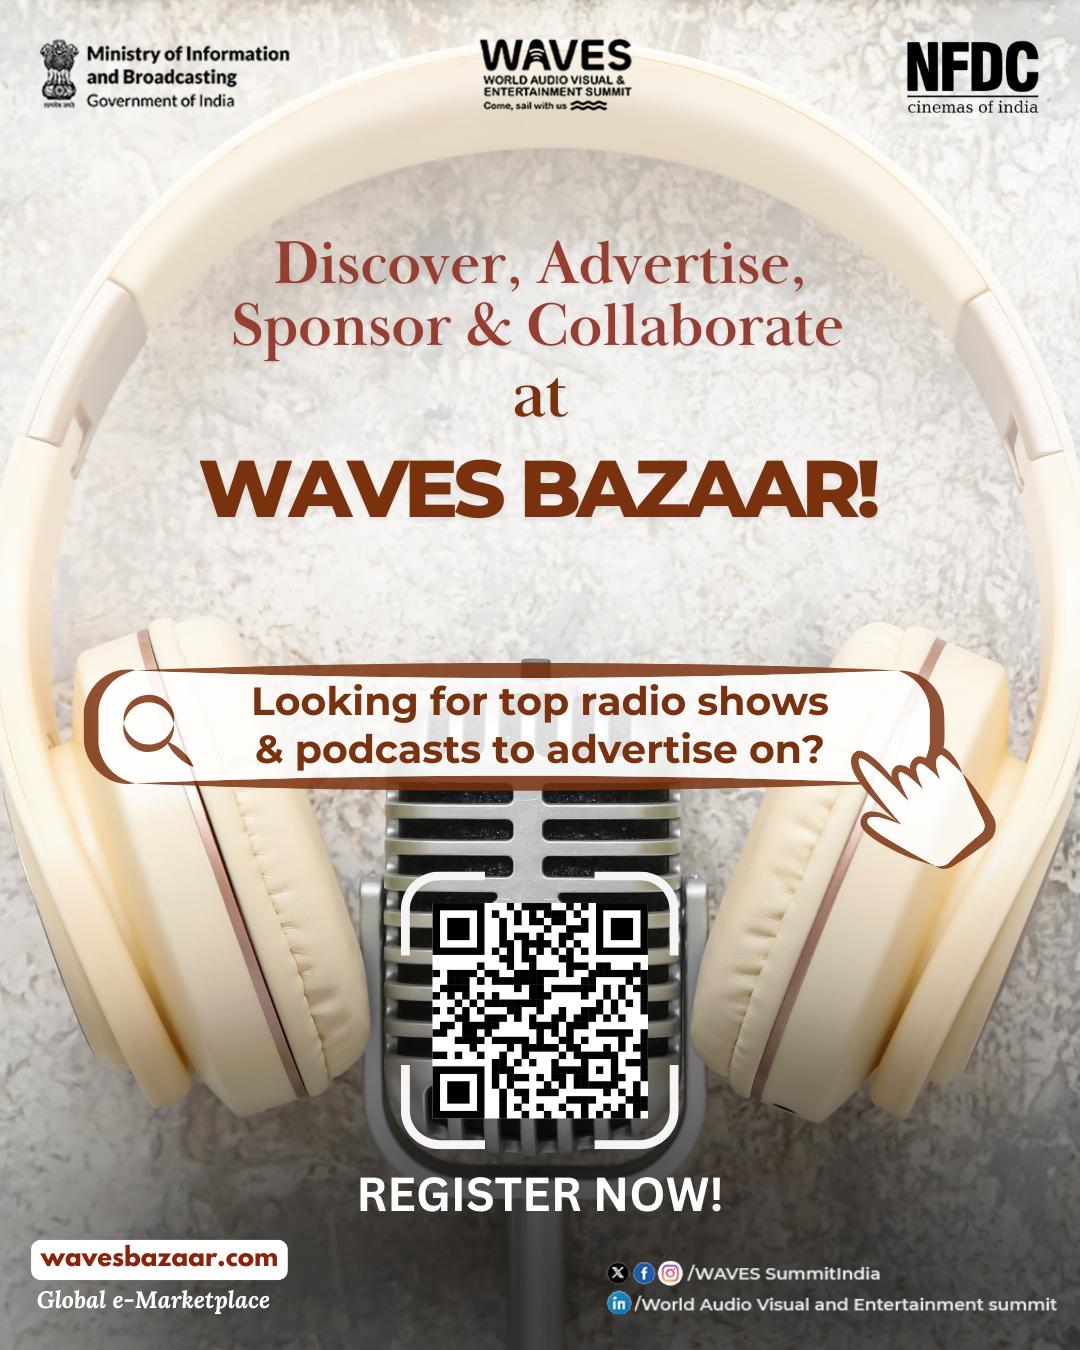 Ministry of Information
and Broadcasting
Government of India
WAVES
WORLD AUDIO VISUAL &
ENTERTAINMENT SUMMIT
Come, sail with us
NFDC
cinemas of india
Discover, Advertise,
Sponsor & Collaborate
at
WAVES BAZAAR!
Looking for top radio shows
& podcasts to advertise on?
REGISTER NOW!
wavesbazaar.com
Global e-Marketplace
/WAVES SummitIndia
/World Audio Visual and Entertainment summit